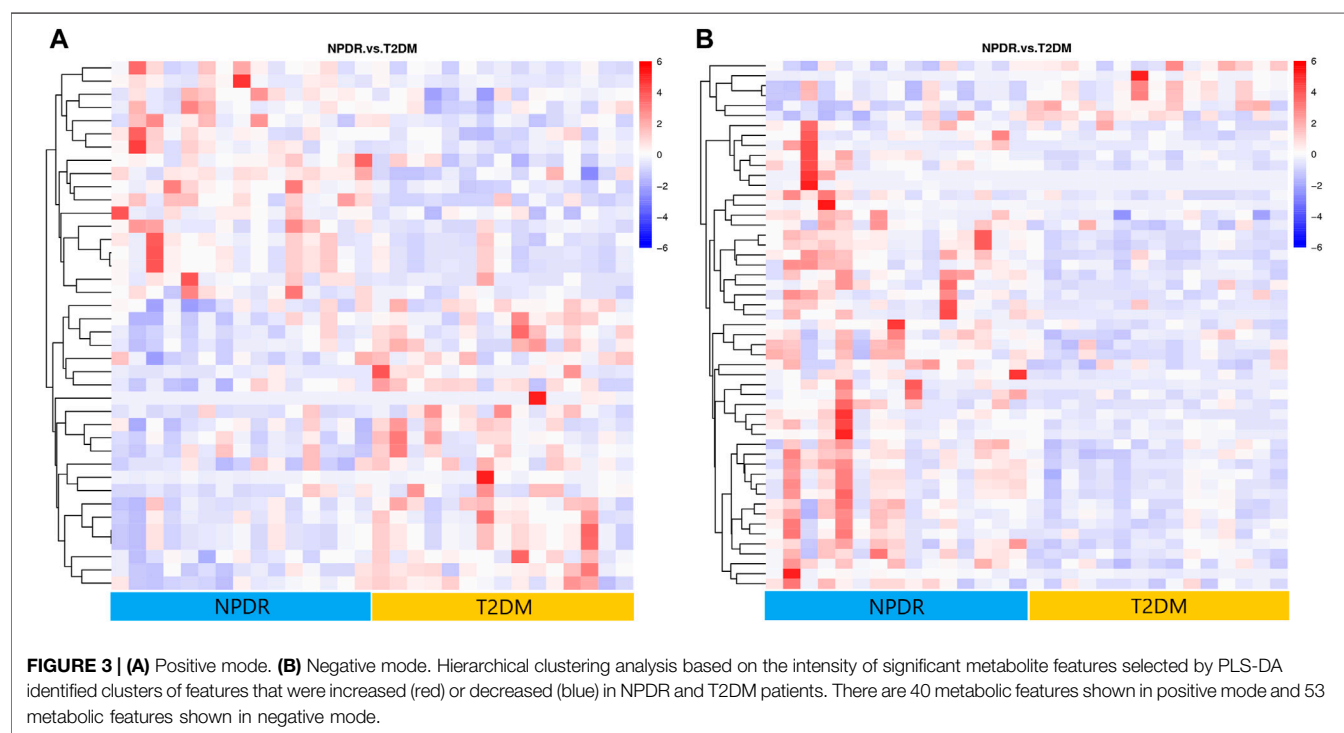 A
NPDR.vs.T2DM
6
4
2
0
−2
−4
−6
NPDR
T2DM
B
NPDR.vs.T2DM
6
4
2
0
−2
−4
−6
NPDR
T2DM
FIGURE 3 | (A) Positive mode. (B) Negative mode. Hierarchical clustering analysis based on the intensity of significant metabolite features selected by PLS-DA
identified clusters of features that were increased (red) or decreased (blue) in NPDR and T2DM patients. There are 40 metabolic features shown in positive mode and 53
metabolic features shown in negative mode.